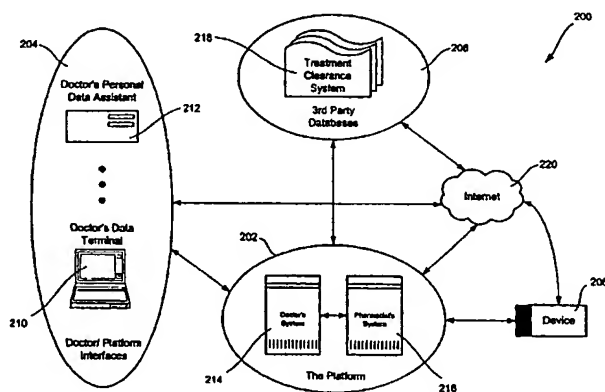 200
204
218
Treatment
Clearance
System
206
3rd Party
Databases
Doctor's Personal
Data Assistant
212
220
Internet
Doctor's Data
Terminal
202
210
Doctor's
System
Pharmacist's
System
208
Device
Doctor/ Platform
Interfaces
214
216
The Platform